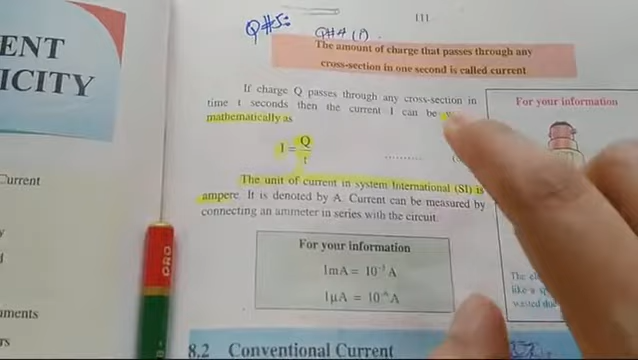 111
Q#5:
Q#4 (i).
The amount of charge that passes through any
cross-section in one second is called current
If charge Q passes through any cross-section in
time t seconds then the current I can be
mathematically as
I = Q/t
..........
The unit of current in system International (SI) is
ampere. It is denoted by A. Current can be measured by
connecting an ammeter in series with the circuit.
For your information
1mA = 10⁻³ A
1μA = 10⁻⁶ A
8.2 Conventional Current
For your information
The
like a
wasted
ENT
ICITY
Current
ORO